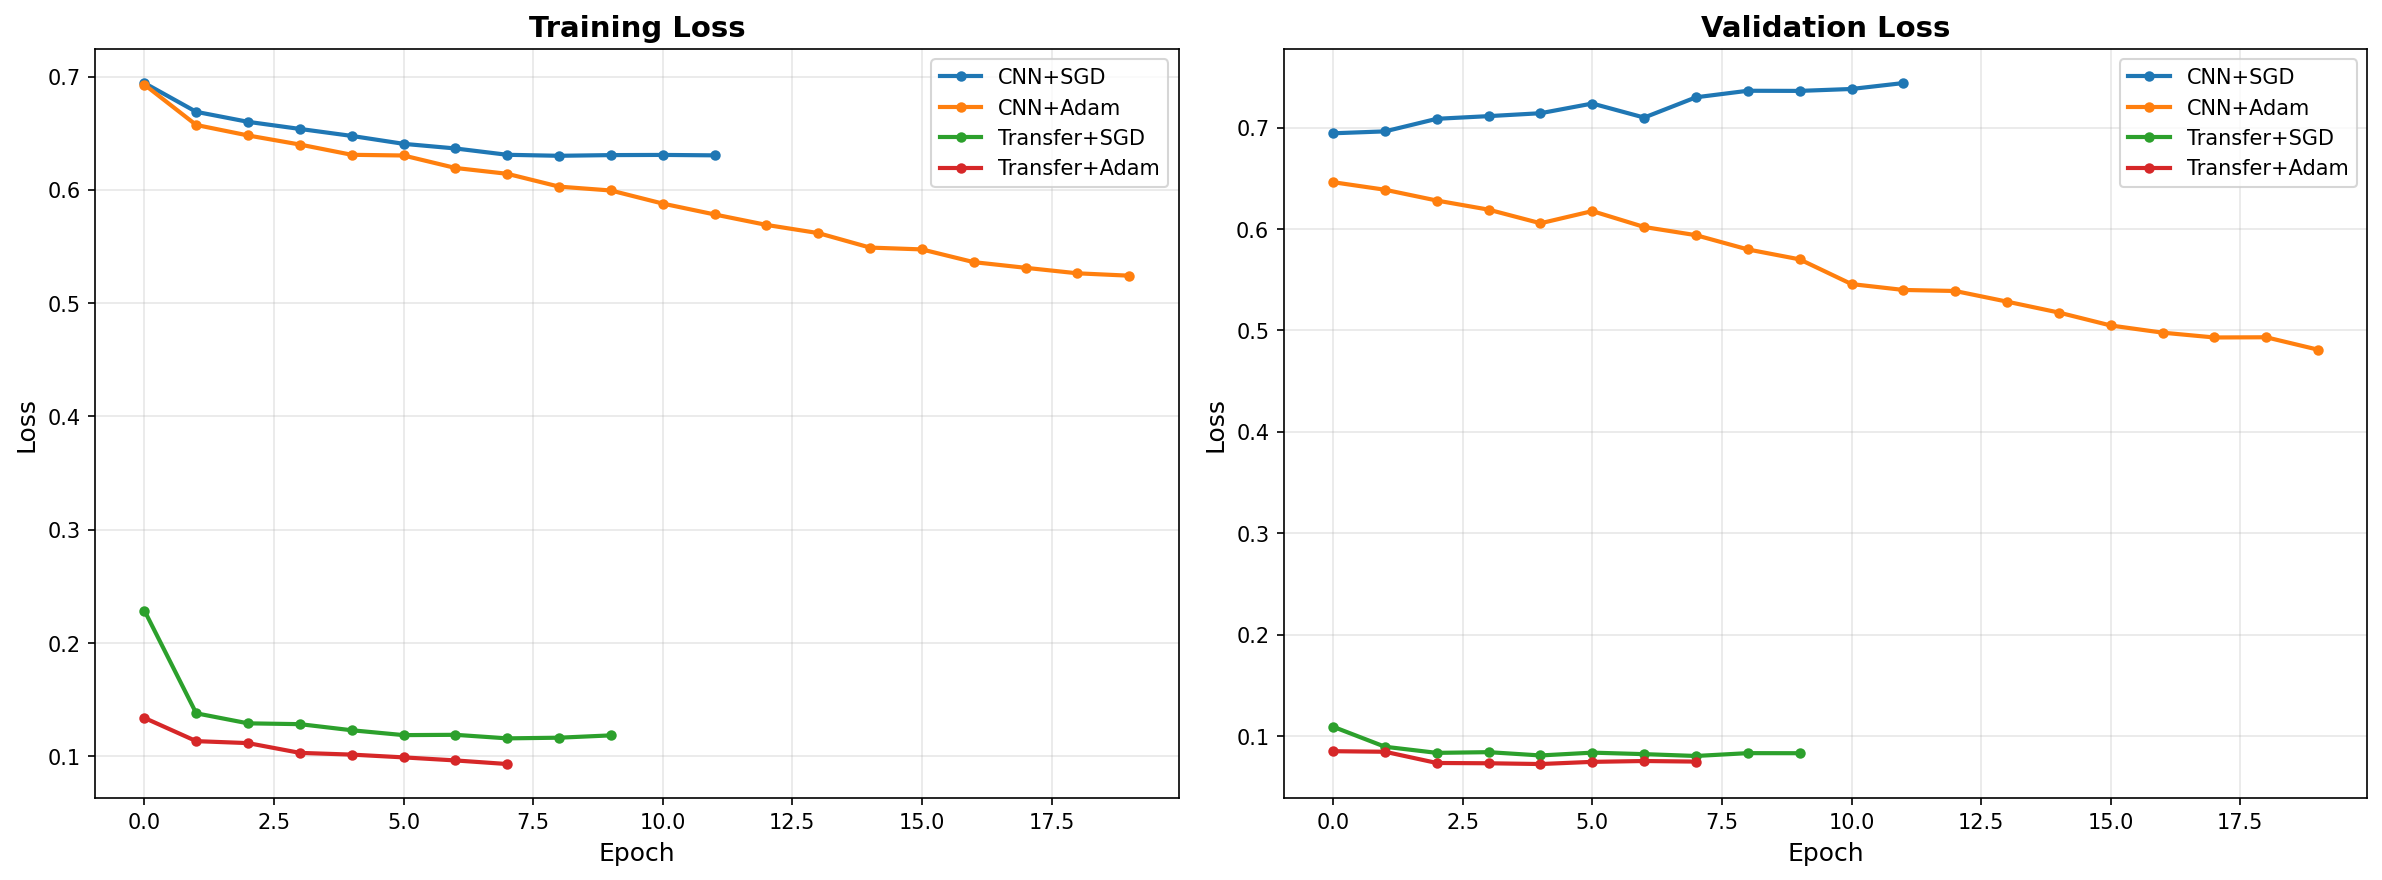 Training Loss
0.7
0.6
0.5
0.4
0.3
0.2
0.1
Loss
CNN+SGD
CNN+Adam
Transfer+SGD
Transfer+Adam
0.0 2.5 5.0 7.5 10.0 12.5 15.0 17.5
Epoch
Validation Loss
0.7
0.6
0.5
0.4
0.3
0.2
0.1
Loss
CNN+SGD
CNN+Adam
Transfer+SGD
Transfer+Adam
0.0 2.5 5.0 7.5 10.0 12.5 15.0 17.5
Epoch